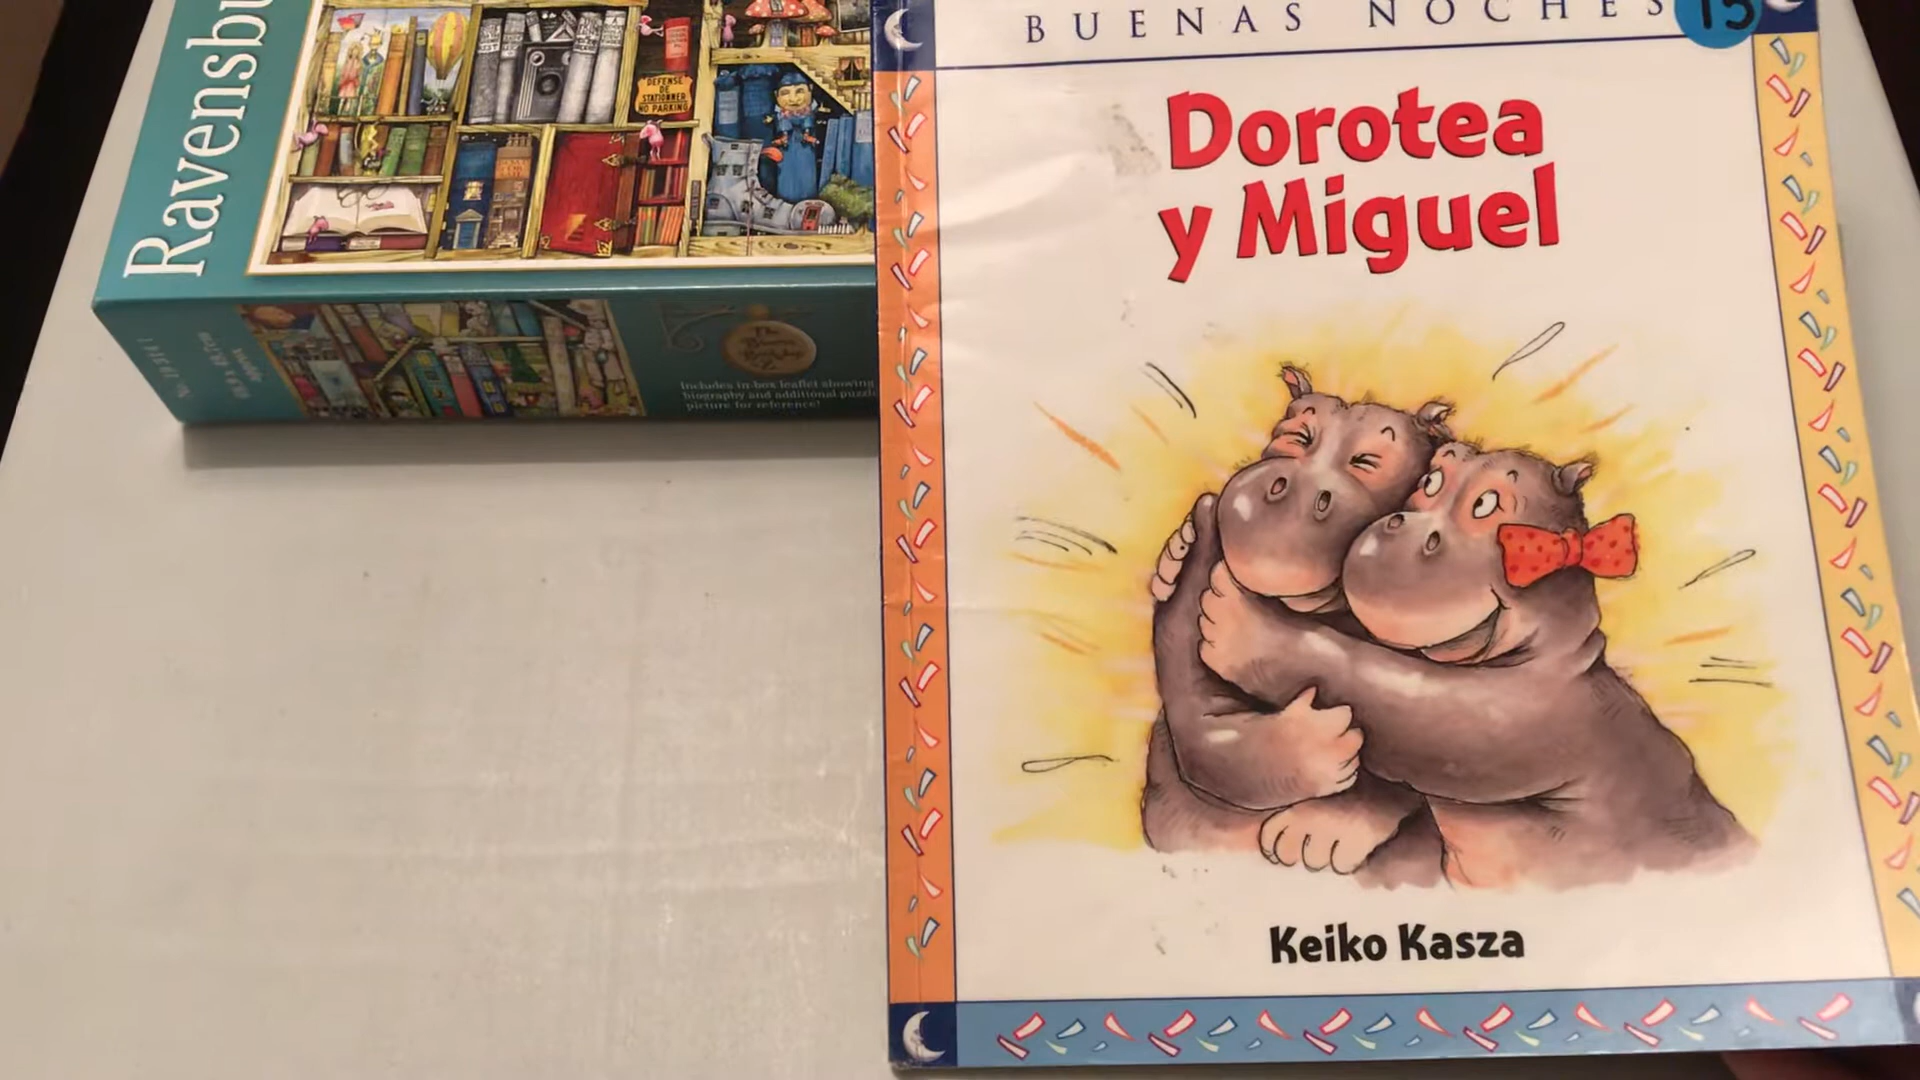 Ravensbu
DEFENSE
DE
STATIONNER
NO PARKING
Includes in-box leaflet showing
biography and additional puzzle
picture for reference!
BUENAS NOCHES
15
Dorotea
y Miguel
Keiko Kasza